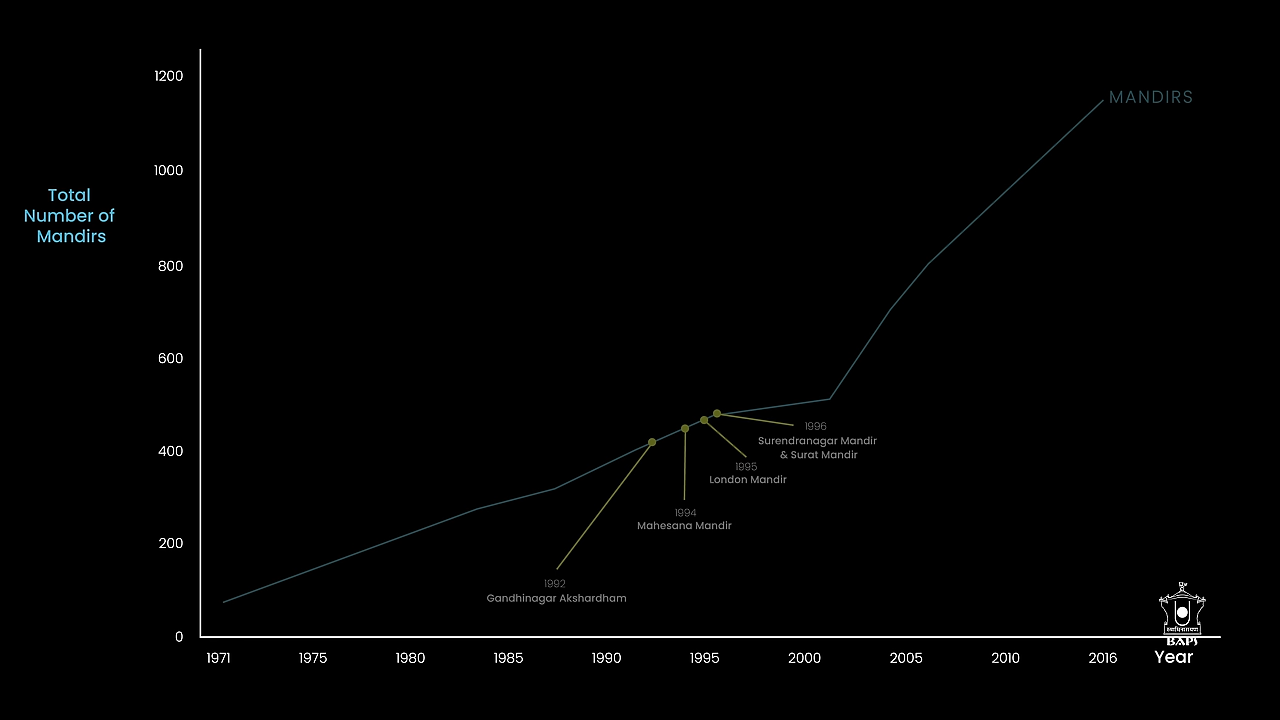 1200
MANDIRS
1000
Total
Number of
Mandirs
800
600
1996
Surendranagar Mandir
& Surat Mandir
400
1995
London Mandir
1994
Mahesana Mandir
200
1992
Gandhinagar Akshardham
0
BAPS
1971 1975 1980 1985 1990 1995 2000 2005 2010 2016 Year